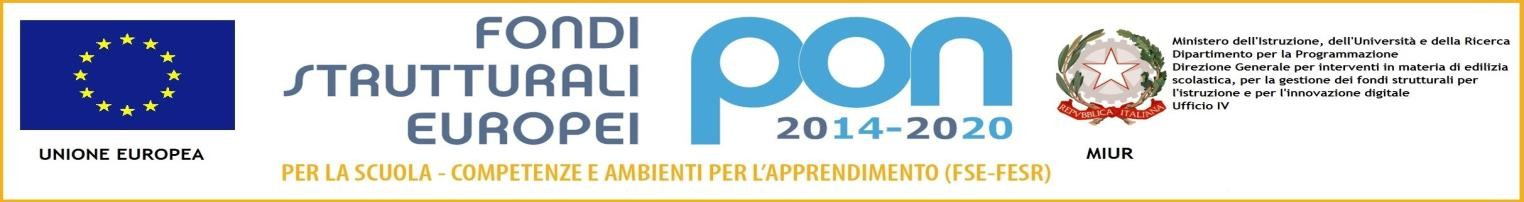 UNIONE EUROPEA
FONDI
STRUTTURALI
EUROPEI
pon
2014-2020
PER LA SCUOLA - COMPETENZE E AMBIENTI PER L'APPRENDIMENTO (FSE-FESR)
REPVBBLICA ITALIANA
MIUR
Ministero dell'Istruzione, dell'Università e della Ricerca
Dipartimento per la Programmazione
Direzione Generale per interventi in materia di edilizia
scolastica, per la gestione dei fondi strutturali per
l'istruzione e per l'innovazione digitale
Ufficio IV